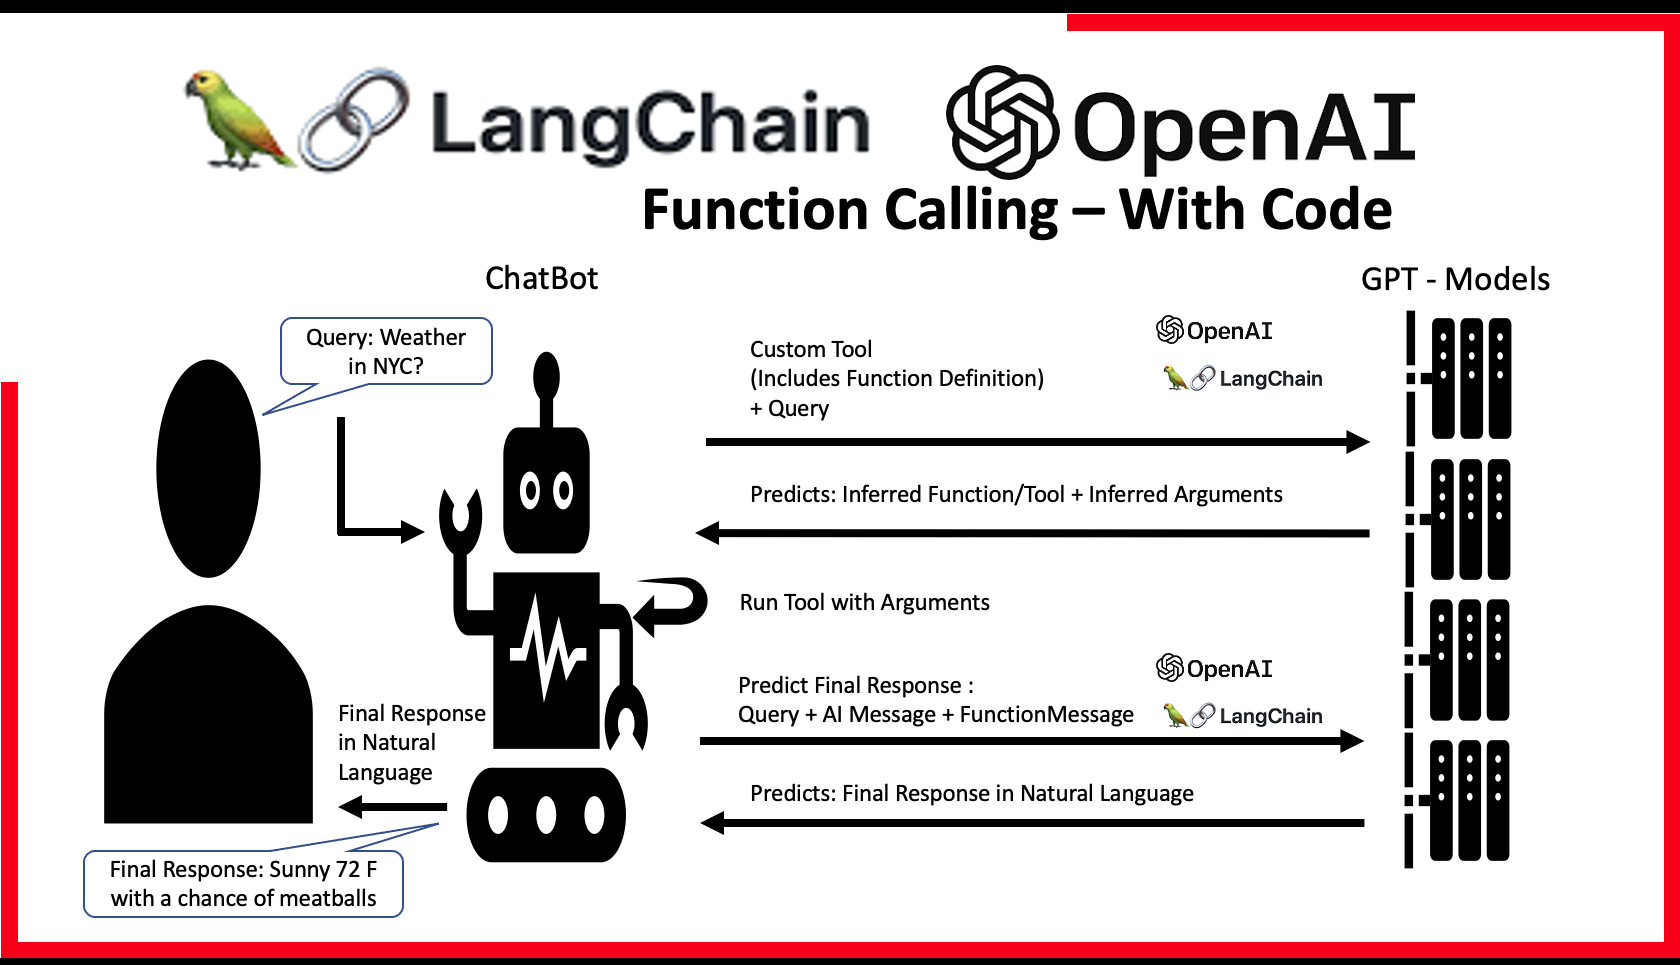 LangChain OpenAI
Function Calling – With Code
ChatBot
GPT - Models
Query: Weather
in NYC?
Custom Tool
(Includes Function Definition)
+ Query
OpenAI
LangChain
Predicts: Inferred Function/Tool + Inferred Arguments
Run Tool with Arguments
Predict Final Response :
Query + AI Message + FunctionMessage
OpenAI
LangChain
Final Response
in Natural
Language
Predicts: Final Response in Natural Language
Final Response: Sunny 72 F
with a chance of meatballs